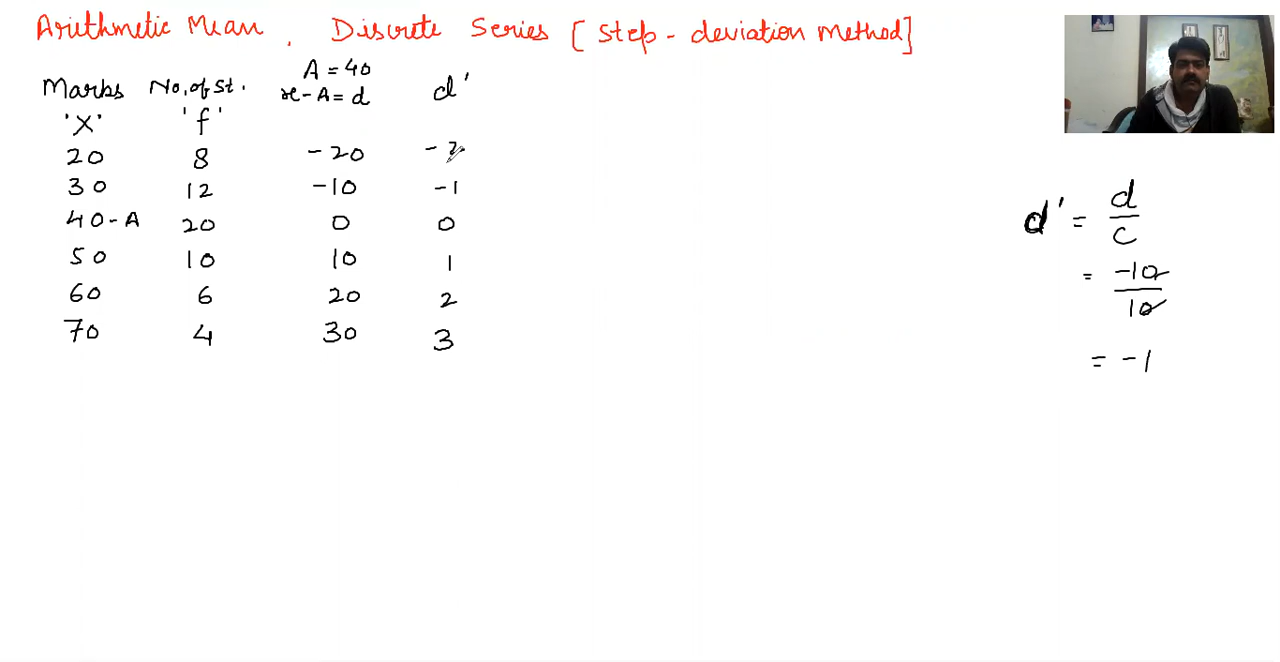 Arithmetic Mean, Discrete Series [Step-deviation Method]
Marks No. of St. A = 40 d'
'X' 'f' x-A=d
20 8 -20 -2
30 12 -10 -1
40-A 20 0 0
50 10 10 1
60 6 20 2
70 4 30 3
d' = d/c
= -10/10
= -1